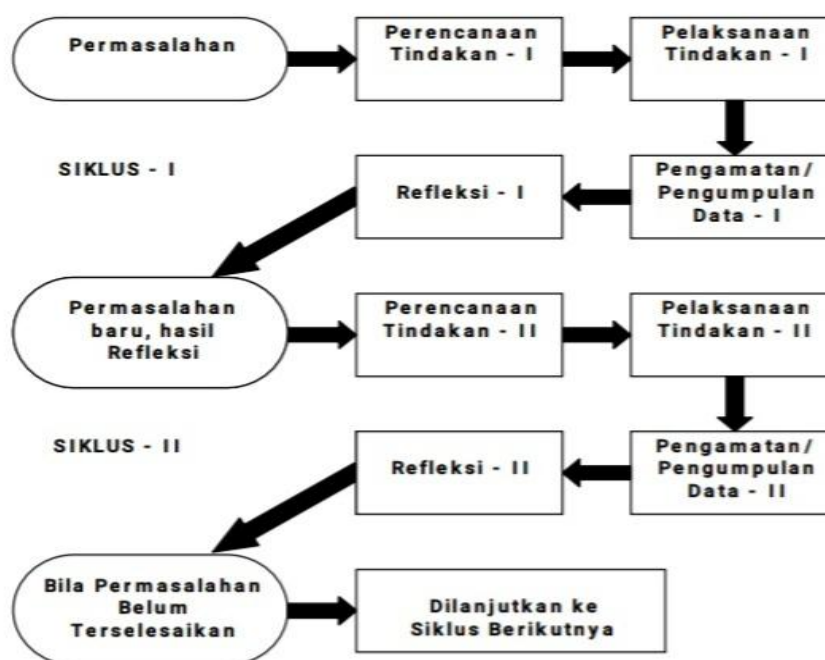 Permasalahan
Perencanaan
Tindakan - I
Pelaksanaan
Tindakan - I
SIKLUS - I
Refleksi - I
Pengamatan/
Pengumpulan
Data - I
Permasalahan
baru, hasil
Refleksi
Perencanaan
Tindakan - II
Pelaksanaan
Tindakan - II
SIKLUS - II
Refleksi - II
Pengamatan/
Pengumpulan
Data - II
Bila Permasalahan
Belum
Terselesaikan
Dilanjutkan ke
Siklus Berikutnya